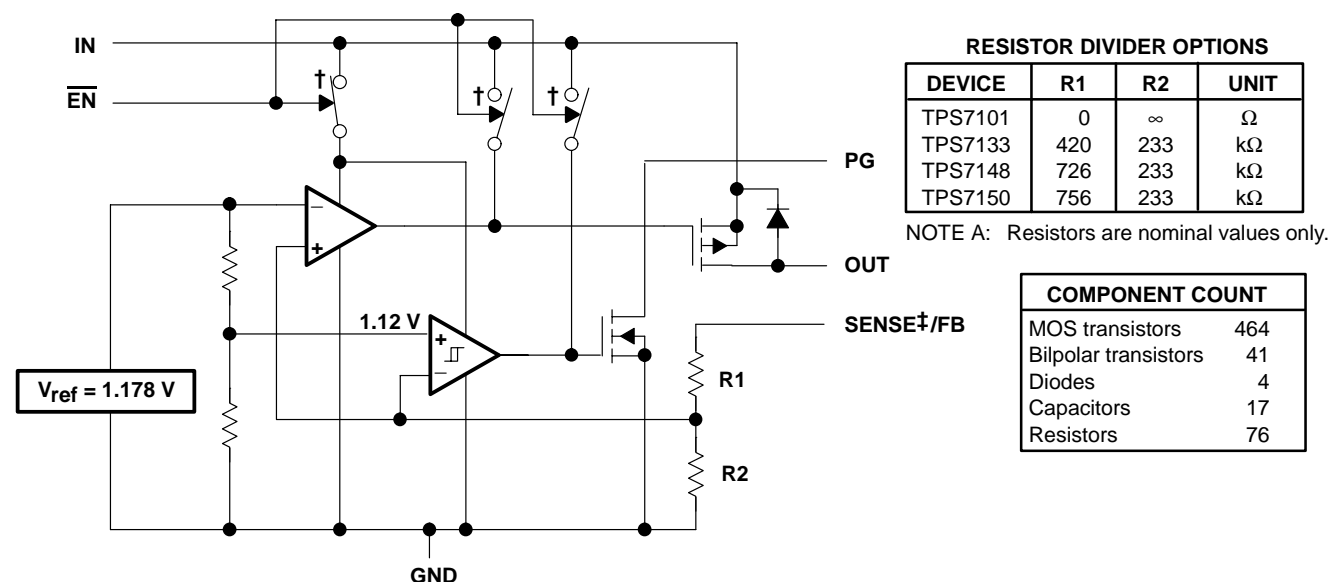 IN
EN
†
†
†
PG
OUT
SENSE‡/FB
−
+
1.12 V
+
−
Vref = 1.178 V
R1
R2
GND
RESISTOR DIVIDER OPTIONS
DEVICE R1 R2 UNIT
TPS7101 0 ∞ Ω
TPS7133 420 233 kΩ
TPS7148 726 233 kΩ
TPS7150 756 233 kΩ
NOTE A: Resistors are nominal values only.
COMPONENT COUNT
MOS transistors 464
Bilpolar transistors 41
Diodes 4
Capacitors 17
Resistors 76